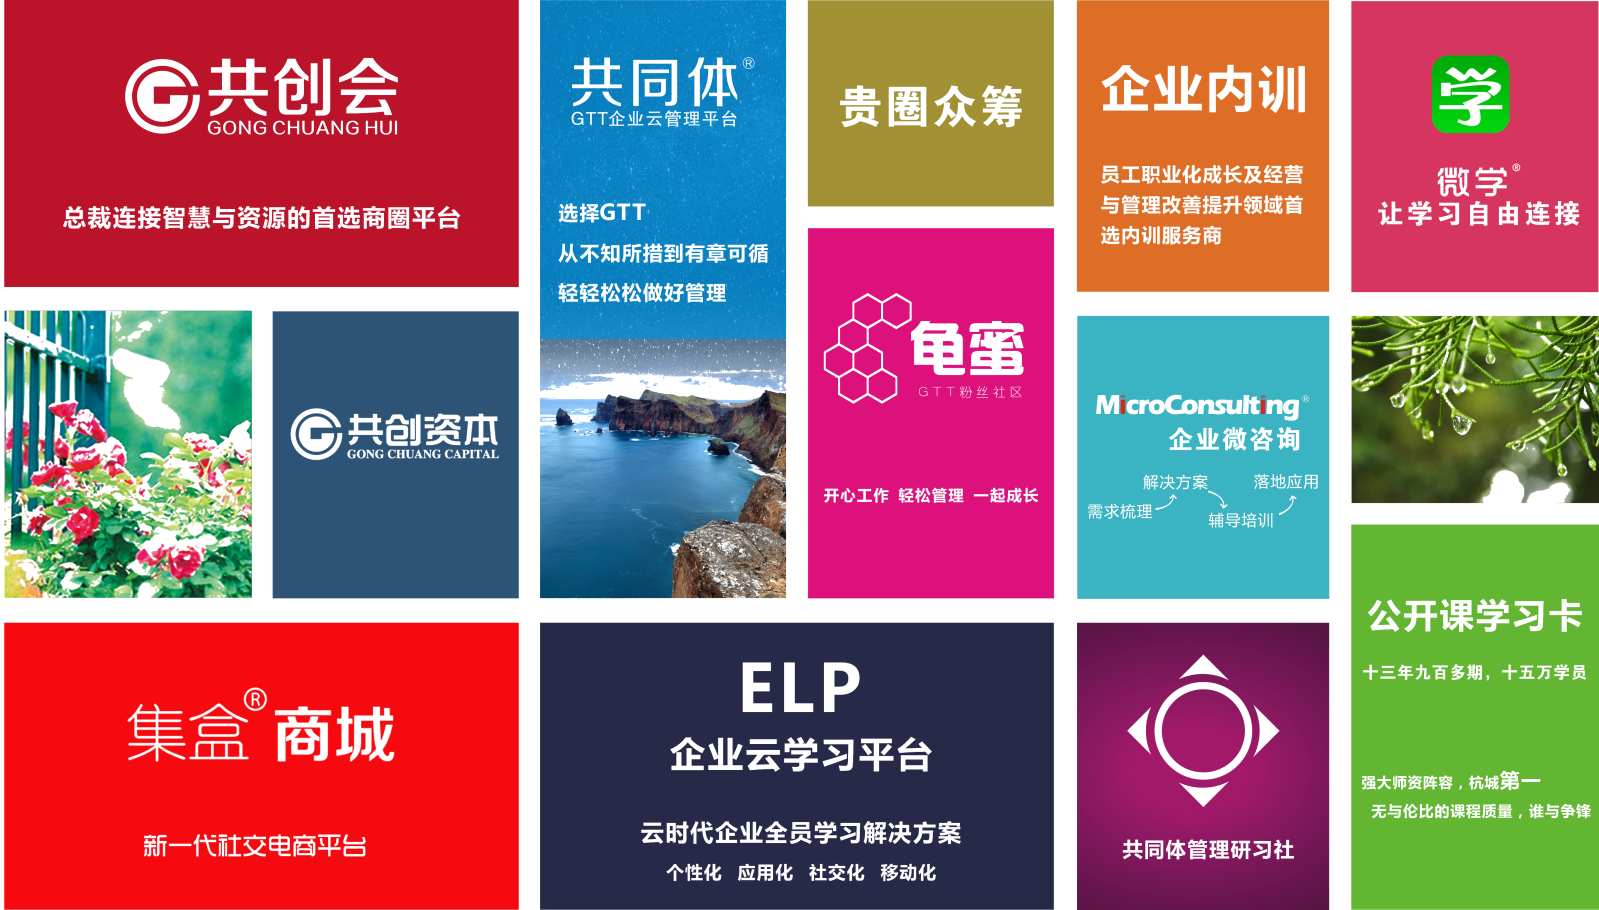 共创会
GONG CHUANG HUI
总裁连接智慧与资源的首选商圈平台
共同体®
GTT企业云管理平台
选择GTT
从不知所措到有章可循
轻轻松松做好管理
贵圈众筹
企业内训
员工职业化成长及经营
与管理改善提升领域首
选内训服务商
学
微学®
让学习自由连接
共创资本
GONG CHUANG CAPITAL
龟蜜
GTT粉丝社区
开心工作 轻松管理 一起成长
MicroConsulting®
企业微咨询
解决方案
落地应用
需求梳理
辅导培训
公开课学习卡
十三年九百多期，十五万学员
强大师资阵容，杭城第一
无与伦比的课程质量，谁与争锋
集盒®商城
新一代社交电商平台
ELP
企业云学习平台
云时代企业全员学习解决方案
个性化 应用化 社交化 移动化
共同体管理研习社